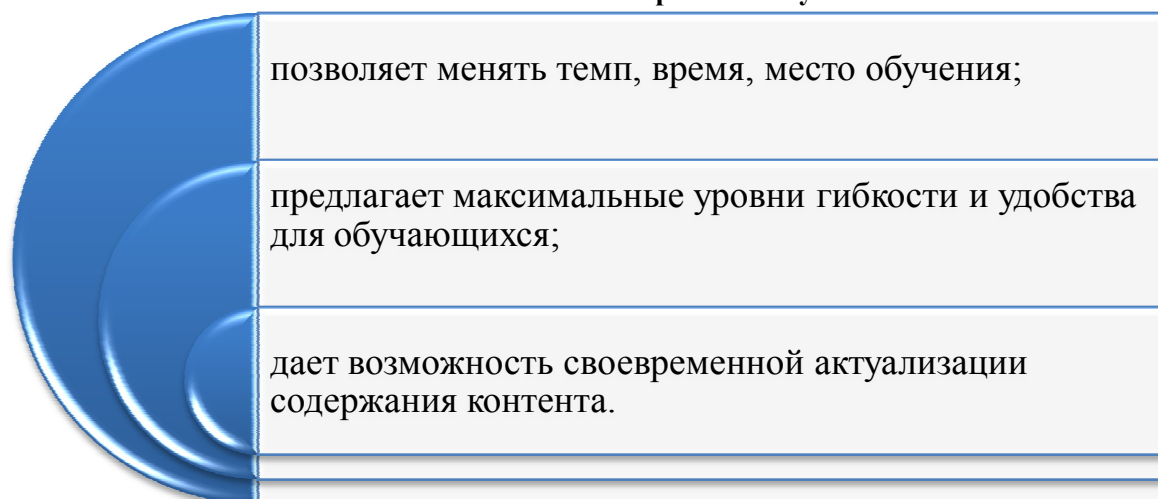 позволяет менять темп, время, место обучения;
предлагает максимальные уровни гибкости и удобства
для обучающихся;
дает возможность своевременной актуализации
содержания контента.